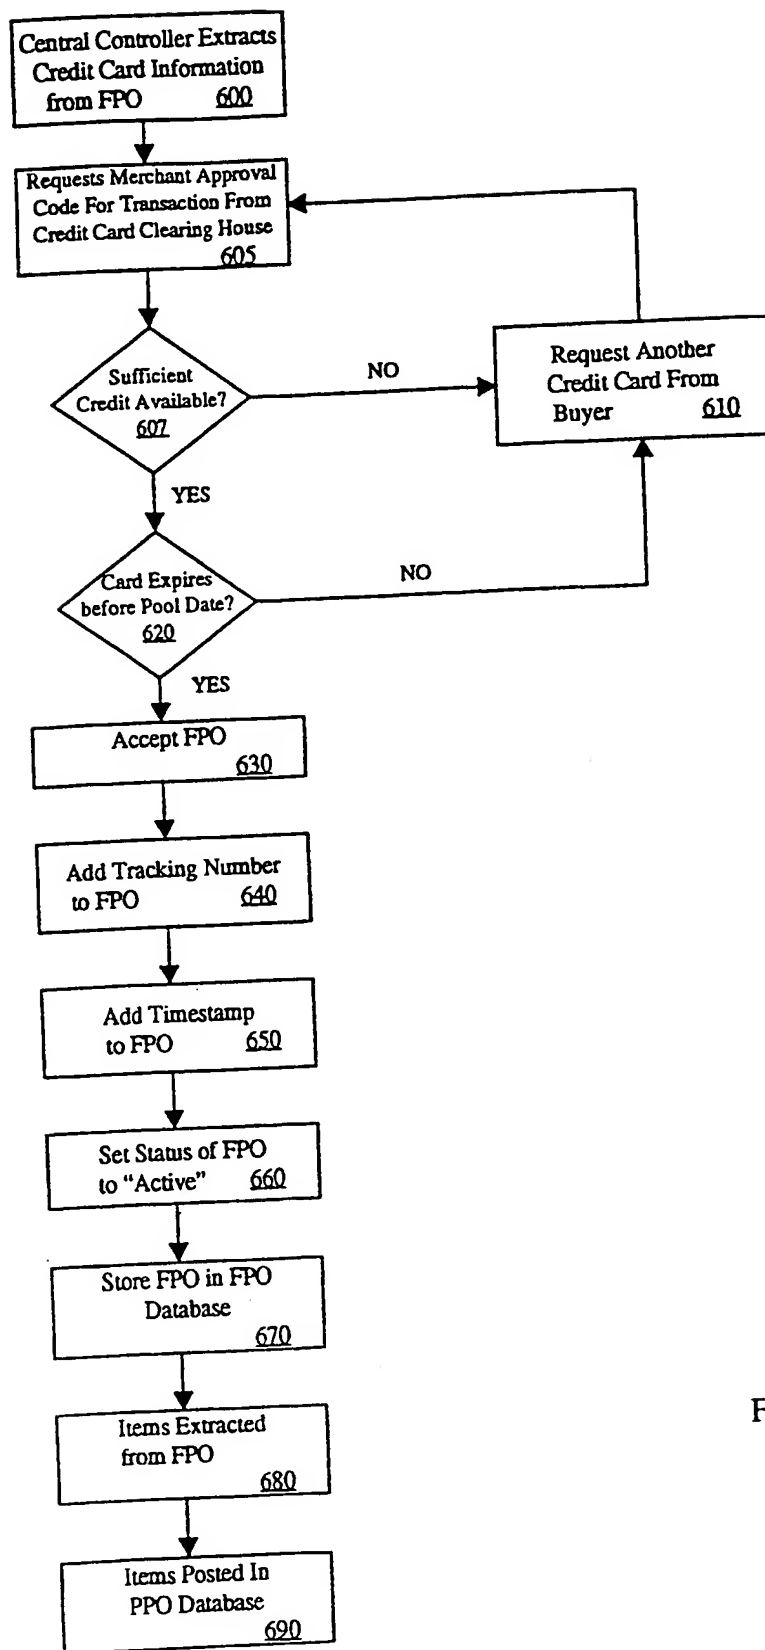 Central Controller Extracts
Credit Card Information
from FPO 600
Requests Merchant Approval
Code For Transaction From
Credit Card Clearing House
605
Sufficient
Credit Available?
607
NO
Request Another
Credit Card From
Buyer 610
YES
Card Expires
before Pool Date?
620
NO
YES
Accept FPO
630
Add Tracking Number
to FPO 640
Add Timestamp
to FPO 650
Set Status of FPO
to “Active” 660
Store FPO in FPO
Database
670
Items Extracted
from FPO
680
Items Posted In
PPO Database
690
F